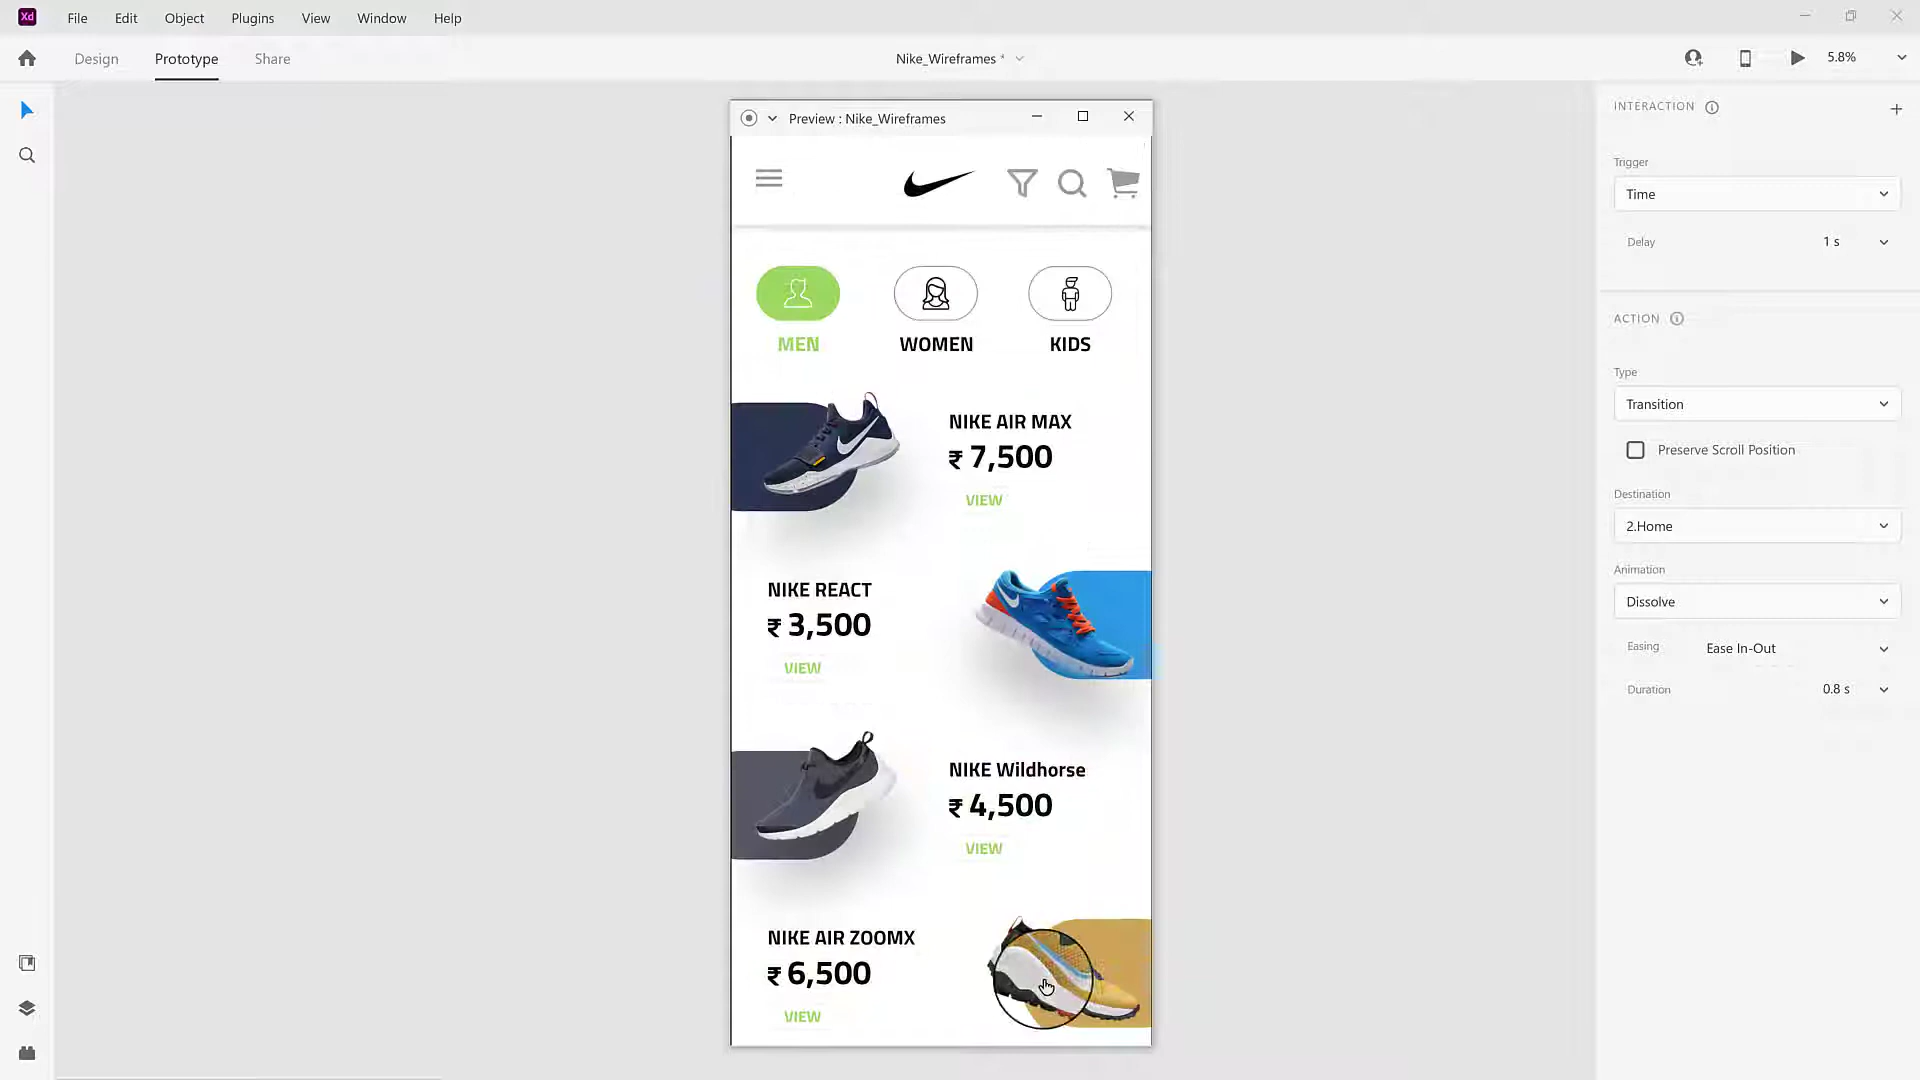 Xd File Edit Object Plugins View Window Help
Design Prototype Share Nike_Wireframes * 5.8%
Preview : Nike_Wireframes
MEN WOMEN KIDS
NIKE AIR MAX
₹ 7,500
VIEW
NIKE REACT
₹ 3,500
VIEW
NIKE Wildhorse
₹ 4,500
VIEW
NIKE AIR ZOOMX
₹ 6,500
VIEW
INTERACTION
Trigger
Time
Delay 1 s
ACTION
Type
Transition
Preserve Scroll Position
Destination
2.Home
Animation
Dissolve
Easing Ease In-Out
Duration 0.8 s